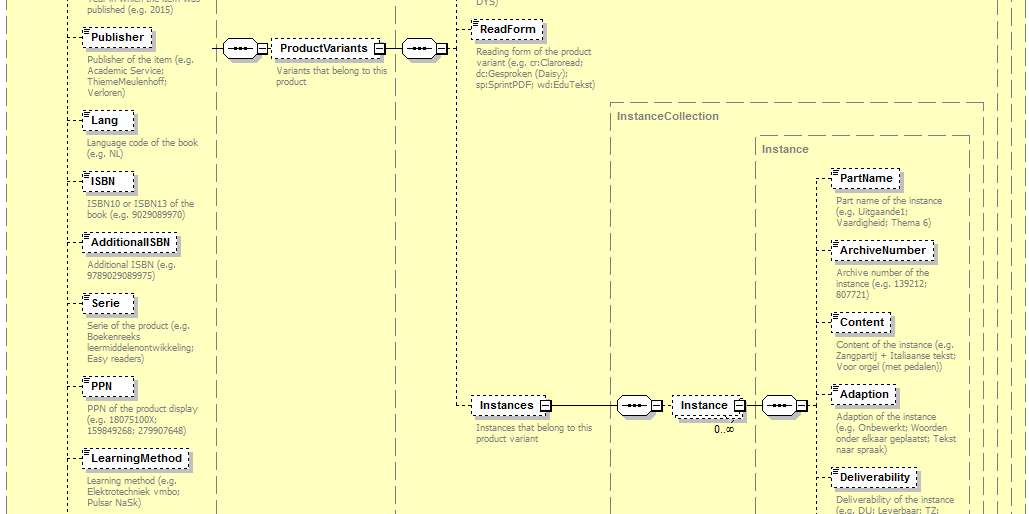 Year in which the item was
published (e.g. 2015)
Publisher
Publisher of the item (e.g.
Academic Service;
ThiemeMeulenhoff;
Verloren)
Lang
Language code of the book
(e.g. NL)
ISBN
ISBN10 or ISBN13 of the
book (e.g. 9029089970)
AdditionalISBN
Additional ISBN (e.g.
9789029089975)
Serie
Serie of the product (e.g.
Boekenreeks
leermiddelenontwikkeling;
Easy readers)
PPN
PPN of the product display
(e.g. 18075100X;
159849268; 279907648)
LearningMethod
Learning method (e.g.
Elektrotechniek vmbo;
Pulsar NaSk)
ProductVariants
Variants that belong to this
product
DYS)
ReadForm
Reading form of the product
variant (e.g. cr:Claroread;
dc:Gesproken (Daisy);
sp:SprintPDF; wd:EduTekst)
Instances
Instances that belong to this
product variant
InstanceCollection
Instance
0..∞
Instance
PartName
Part name of the instance
(e.g. Uitgaande1;
Vaardigheid; Thema 6)
ArchiveNumber
Archive number of the
instance (e.g. 139212;
807721)
Content
Content of the instance (e.g.
Zangpartij + Italiaanse tekst;
Voor orgel (met pedalen))
Adaption
Adaption of the instance
(e.g. Onbewerkt; Woorden
onder elkaar geplaatst; Tekst
naar spraak)
Deliverability
Deliverability of the instance
(e.g. DU; Leverbaar; TZ;